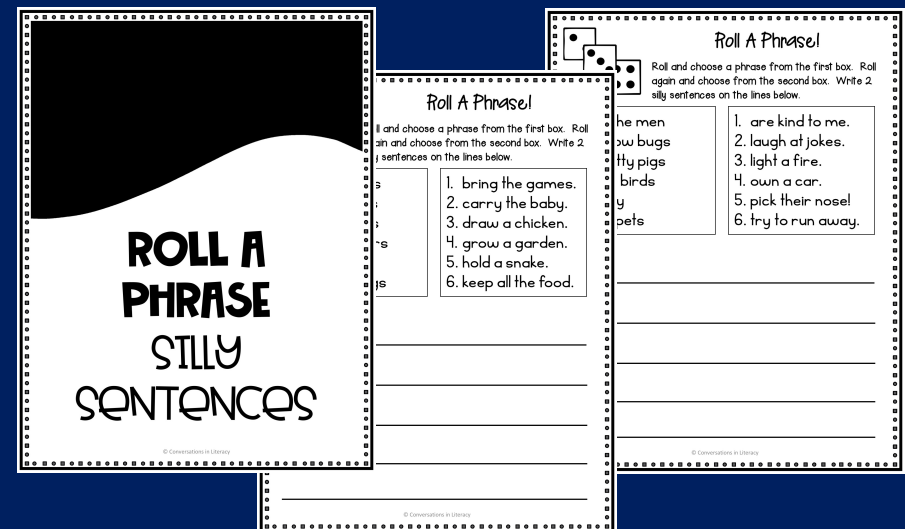 ROLL A
PHRASE
SILLY
SENTENCES
© Conversations in Literacy
Roll A Phrase!
and choose a phrase from the first box. Roll
and choose from the second box. Write 2
sentences on the lines below.
1. bring the games.
2. carry the baby.
3. draw a chicken.
4. grow a garden.
5. hold a snake.
6. keep all the food.
© Conversations in Literacy
Roll A Phrase!
Roll and choose a phrase from the first box. Roll
again and choose from the second box. Write 2
silly sentences on the lines below.
he men
bugs
pigs
birds
pets
1. are kind to me.
2. laugh at jokes.
3. light a fire.
4. own a car.
5. pick their nose!
6. try to run away.
© Conversations in Literacy